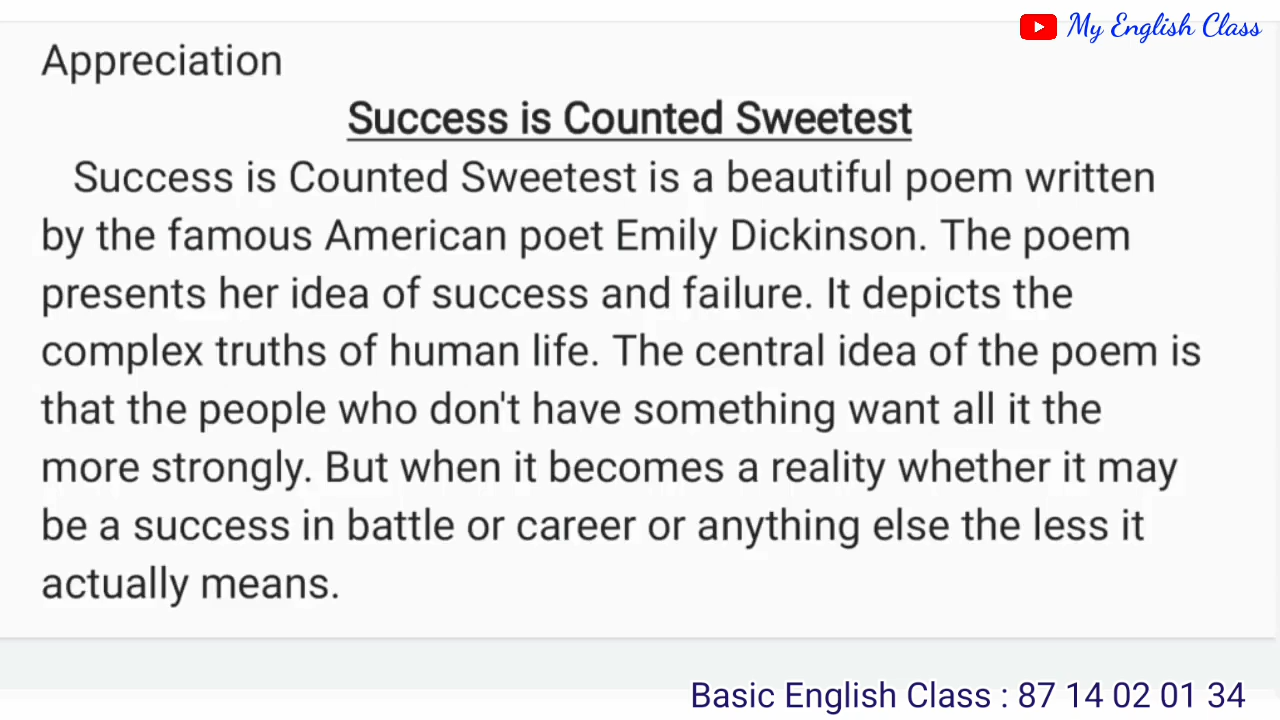 My English Class
Appreciation
Success is Counted Sweetest
Success is Counted Sweetest is a beautiful poem written
by the famous American poet Emily Dickinson. The poem
presents her idea of success and failure. It depicts the
complex truths of human life. The central idea of the poem is
that the people who don't have something want all it the
more strongly. But when it becomes a reality whether it may
be a success in battle or career or anything else the less it
actually means.
Basic English Class : 87 14 02 01 34